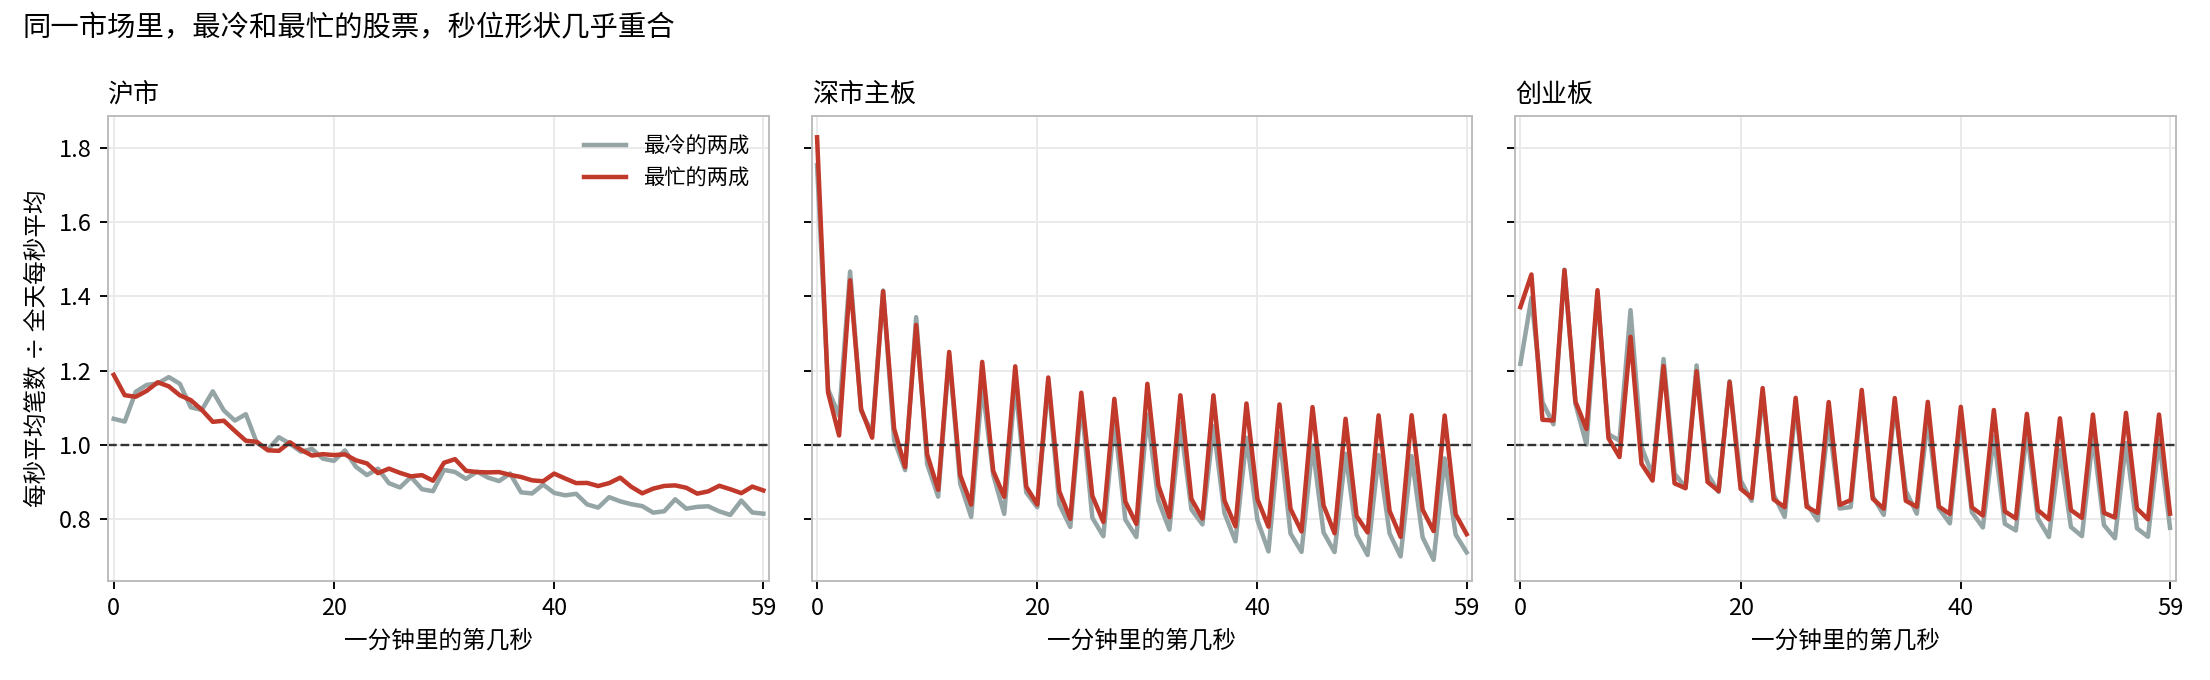 同一市场里，最冷和最忙的股票，秒位形状几乎重合
沪市
深市主板
创业板
每秒平均笔数 ÷ 全天每秒平均
1.8
1.6
1.4
1.2
1.0
0.8
最冷的两成
最忙的两成
0 20 40 59
0 20 40 59
0 20 40 59
一分钟里的第几秒
一分钟里的第几秒
一分钟里的第几秒